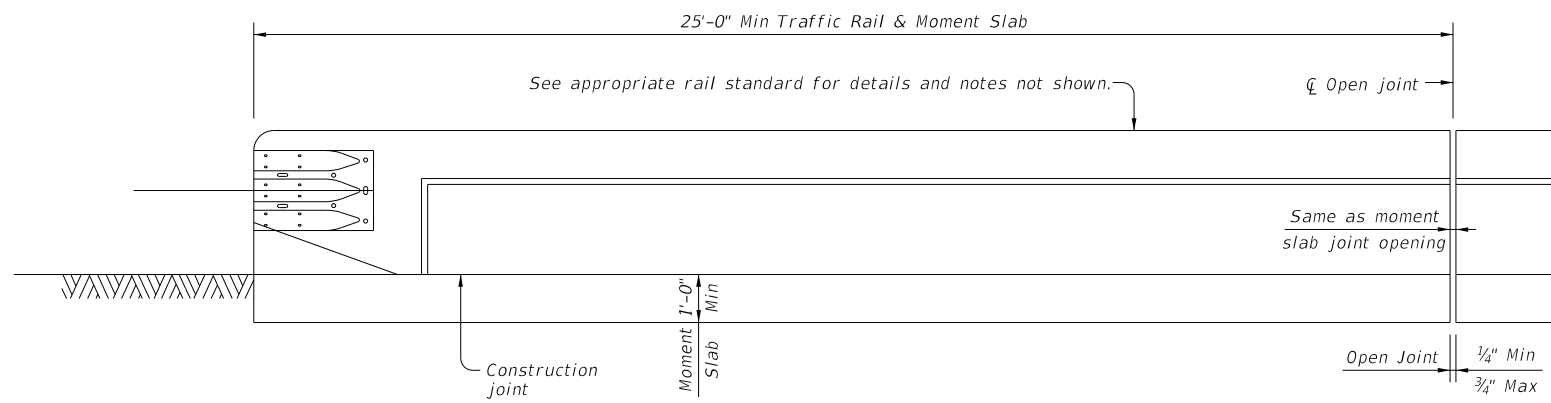 25'-0" Min Traffic Rail & Moment Slab
See appropriate rail standard for details and notes not shown.
℄ Open joint
Same as moment
slab joint opening
Moment 1'-0"
Slab Min
Construction
joint
Open Joint
¼" Min
¾" Max